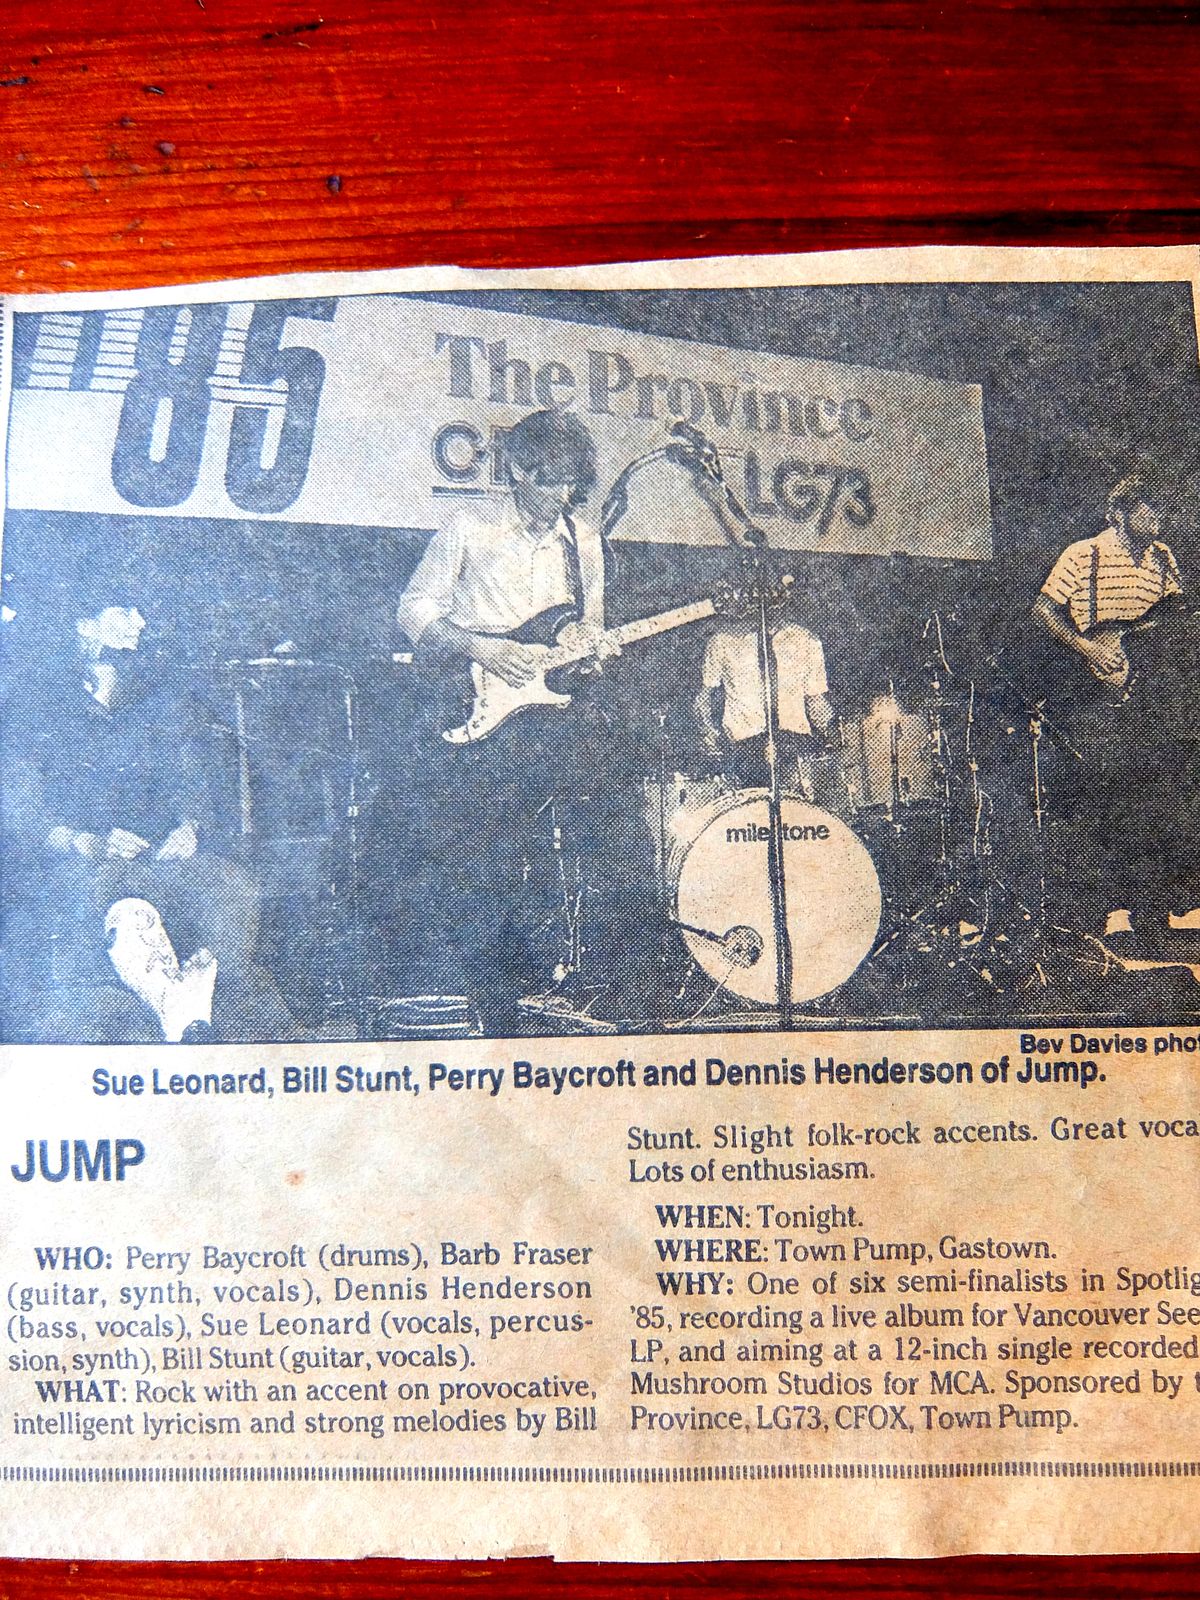 85
The Province
LG73
milestone
Bev Davies
Sue Leonard, Bill Stunt, Perry Baycroft and Dennis Henderson of Jump.
JUMP
WHO: Perry Baycroft (drums), Barb Fraser
(guitar, synth, vocals), Dennis Henderson
(bass, vocals), Sue Leonard (vocals, percus-
sion, synth), Bill Stunt (guitar, vocals).
WHAT: Rock with an accent on provocative,
intelligent lyricism and strong melodies by Bill
Stunt. Slight folk-rock accents. Great
Lots of enthusiasm.
WHEN: Tonight.
WHERE: Town Pump, Gastown.
WHY: One of six semi-finalists in
'85, recording a live album for Vancouver
LP, and aiming at a 12-inch single recorded
Mushroom Studios for MCA. Sponsored by
Province, LG73, CFOX, Town Pump.